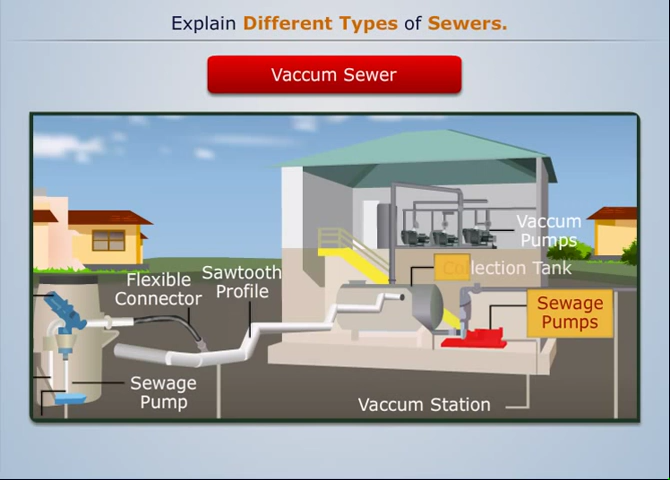 Explain Different Types of Sewers.
Vaccum Sewer
Vaccum
Pumps
Collection Tank
Flexible
Connector
Sawtooth
Profile
Sewage
Pumps
Sewage
Pump
Vaccum Station